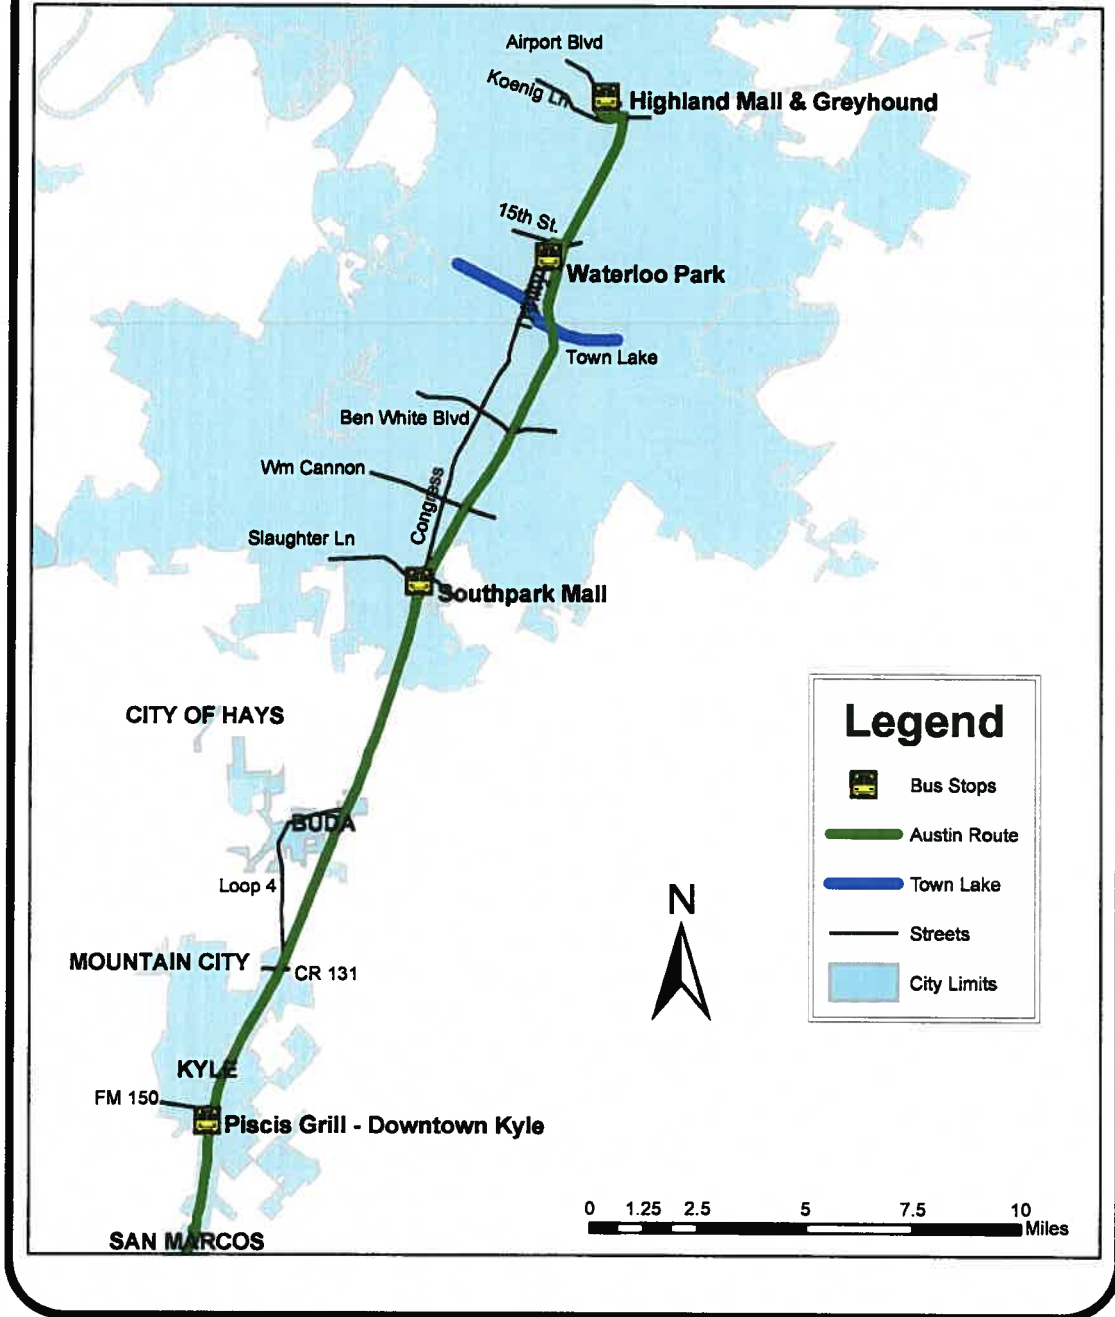 Airport Blvd
Koenig Ln
Highland Mall & Greyhound
15th St.
Waterloo Park
Town Lake
Ben White Blvd
Wm Cannon
Congress
Slaughter Ln
Southpark Mall
CITY OF HAYS
BUDA
Loop 4
MOUNTAIN CITY
CR 131
KYLE
FM 150
Piscis Grill - Downtown Kyle
SAN MARCOS
Legend
Bus Stops
Austin Route
Town Lake
Streets
City Limits
N
0 1.25 2.5 5 7.5 10
Miles